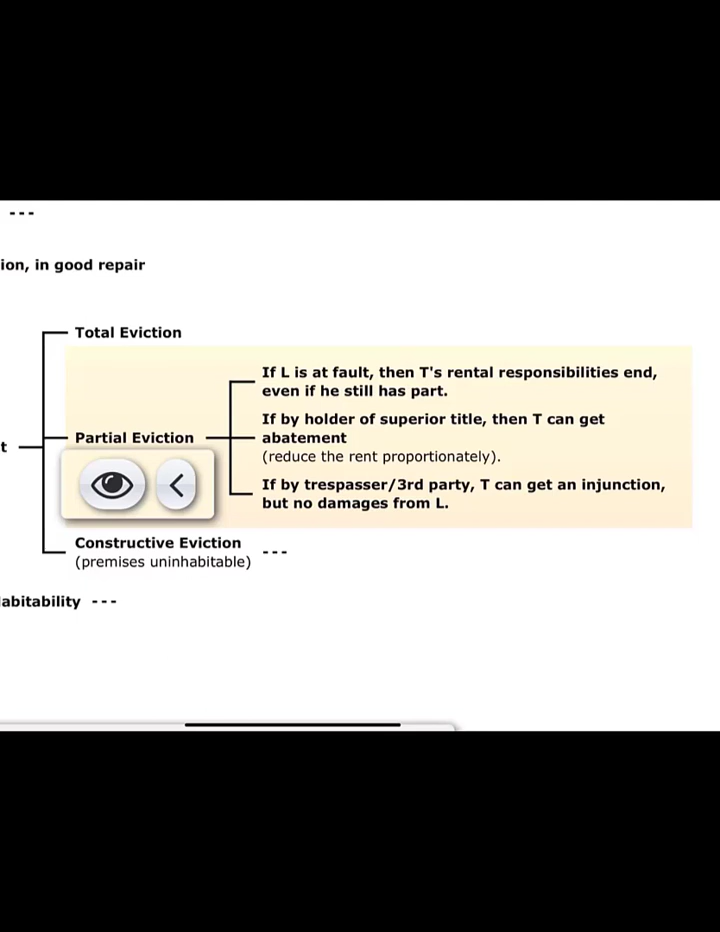 ---
ion, in good repair
Total Eviction
If L is at fault, then T's rental responsibilities end,
even if he still has part.
If by holder of superior title, then T can get
t
Partial Eviction
abatement
(reduce the rent proportionately).
If by trespasser/3rd party, T can get an injunction,
but no damages from L.
Constructive Eviction
(premises uninhabitable)
---
abitability ---